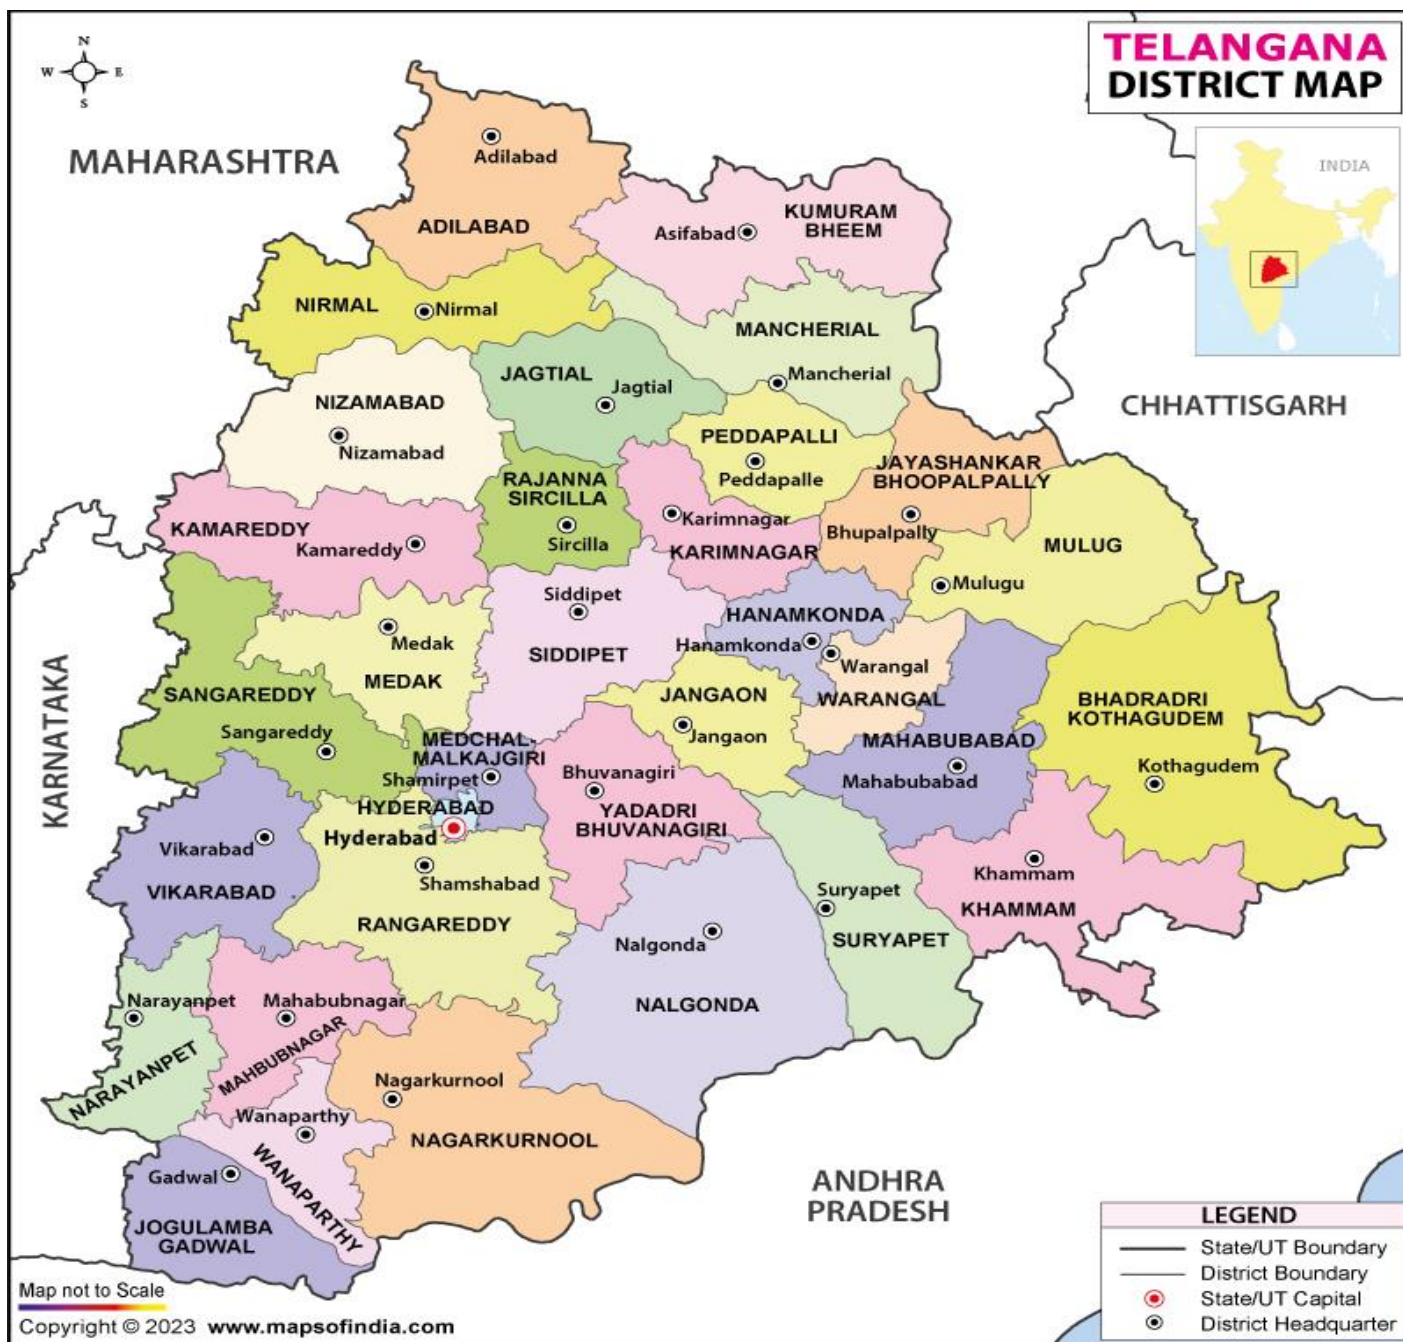 N
W E
S
TELANGANA
DISTRICT MAP
MAHARASHTRA
INDIA
Adilabad
ADILABAD
KUMURAM
BHEEM
Asifabad
NIRMAL
Nirmal
MANCHERIAL
Mancherial
JAGTIAL
Jagtial
NIZAMABAD
Nizamabad
CHHATTISGARH
PEDDAPALLI
Peddapalle
JAYASHANKAR
BHOOPALPALLY
Bhupalpally
RAJANNA
SIRCILLA
Sircilla
KAMAREDDY
Kamareddy
Karimnagar
KARIMNAGAR
MULUG
Mulugu
Siddipet
SIDDIPET
HANAMKONDA
Hanamkonda
Warangal
WARANGAL
Medak
MEDAK
KARNATAKA
SANGAREDDY
Sangareddy
JANGAON
Jangaon
BHADRADRI
KOTHAGUDEM
Kothagudem
MAHABUBABAD
Mahabubabad
MEDCHAL-
MALKAJGIRI
Shamirpet
HYDERABAD
Hyderabad
Bhuvanagiri
YADADRI
BHUVANAGIRI
Vikarabad
VIKARABAD
Shamshabad
RANGAREDDY
Khammam
KHAMMAM
Suryapet
SURYAPET
Nalgonda
NALGONDA
Narayanpet
NARAYANPET
Mahabubnagar
MAHBUBNAGAR
Nagarkurnool
NAGARKURNOOL
Wanaparthy
WANAPARTHY
Gadwal
JOGULAMBA
GADWAL
ANDHRA
PRADESH
LEGEND
State/UT Boundary
District Boundary
State/UT Capital
District Headquarter
Map not to Scale
Copyright © 2023 www.mapsofindia.com